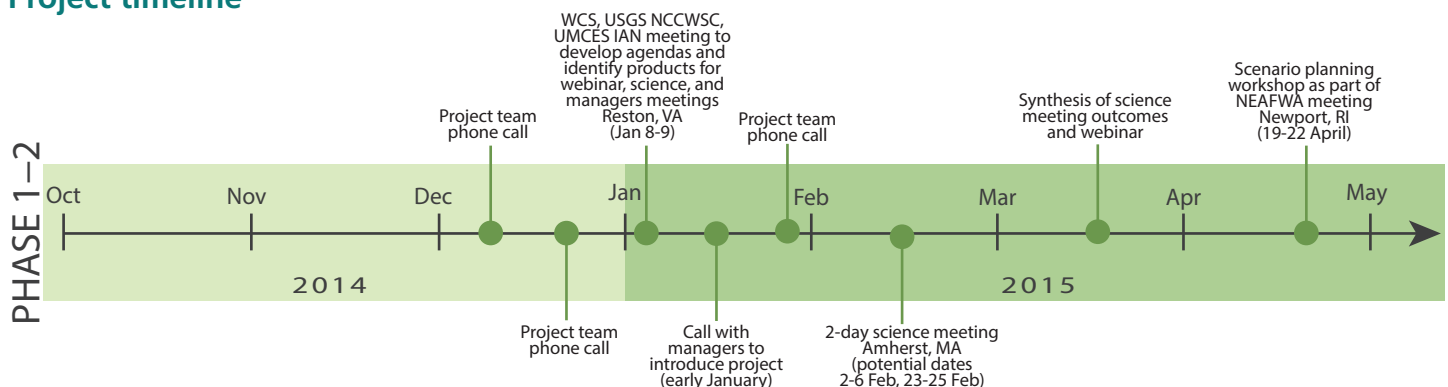 Project timeline
WCS, USGS NCCWSC,
UMCES IAN meeting to
develop agendas and
identify products for
webinar, science, and
managers meetings
Reston, VA
(Jan 8-9)
Project team
phone call
Project team
phone call
Synthesis of science
meeting outcomes
and webinar
Scenario planning
workshop as part of
NEAFWA meeting
Newport, RI
(19-22 April)
PHASE 1–2
Oct
Nov
Dec
Jan
Feb
Mar
Apr
May
2014
2015
Project team
phone call
Call with
managers to
introduce project
(early January)
2-day science meeting
Amherst, MA
(potential dates
2-6 Feb, 23-25 Feb)